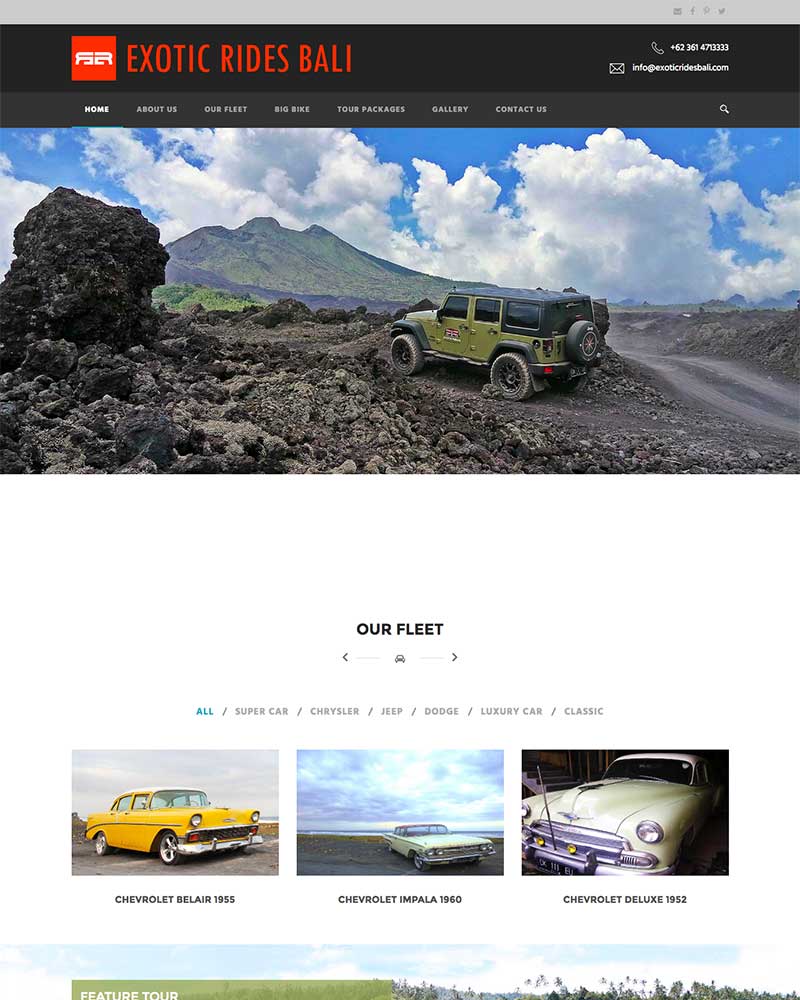 EXOTIC RIDES BALI
+62 361 4713333
info@exoticridesbali.com
HOME ABOUT US OUR FLEET BIG BIKE TOUR PACKAGES GALLERY CONTACT US
OUR FLEET
ALL / SUPER CAR / CHRYSLER / JEEP / DODGE / LUXURY CAR / CLASSIC
CHEVROLET BELAIR 1955 CHEVROLET IMPALA 1960 CHEVROLET DELUXE 1952
FEATURE TOUR